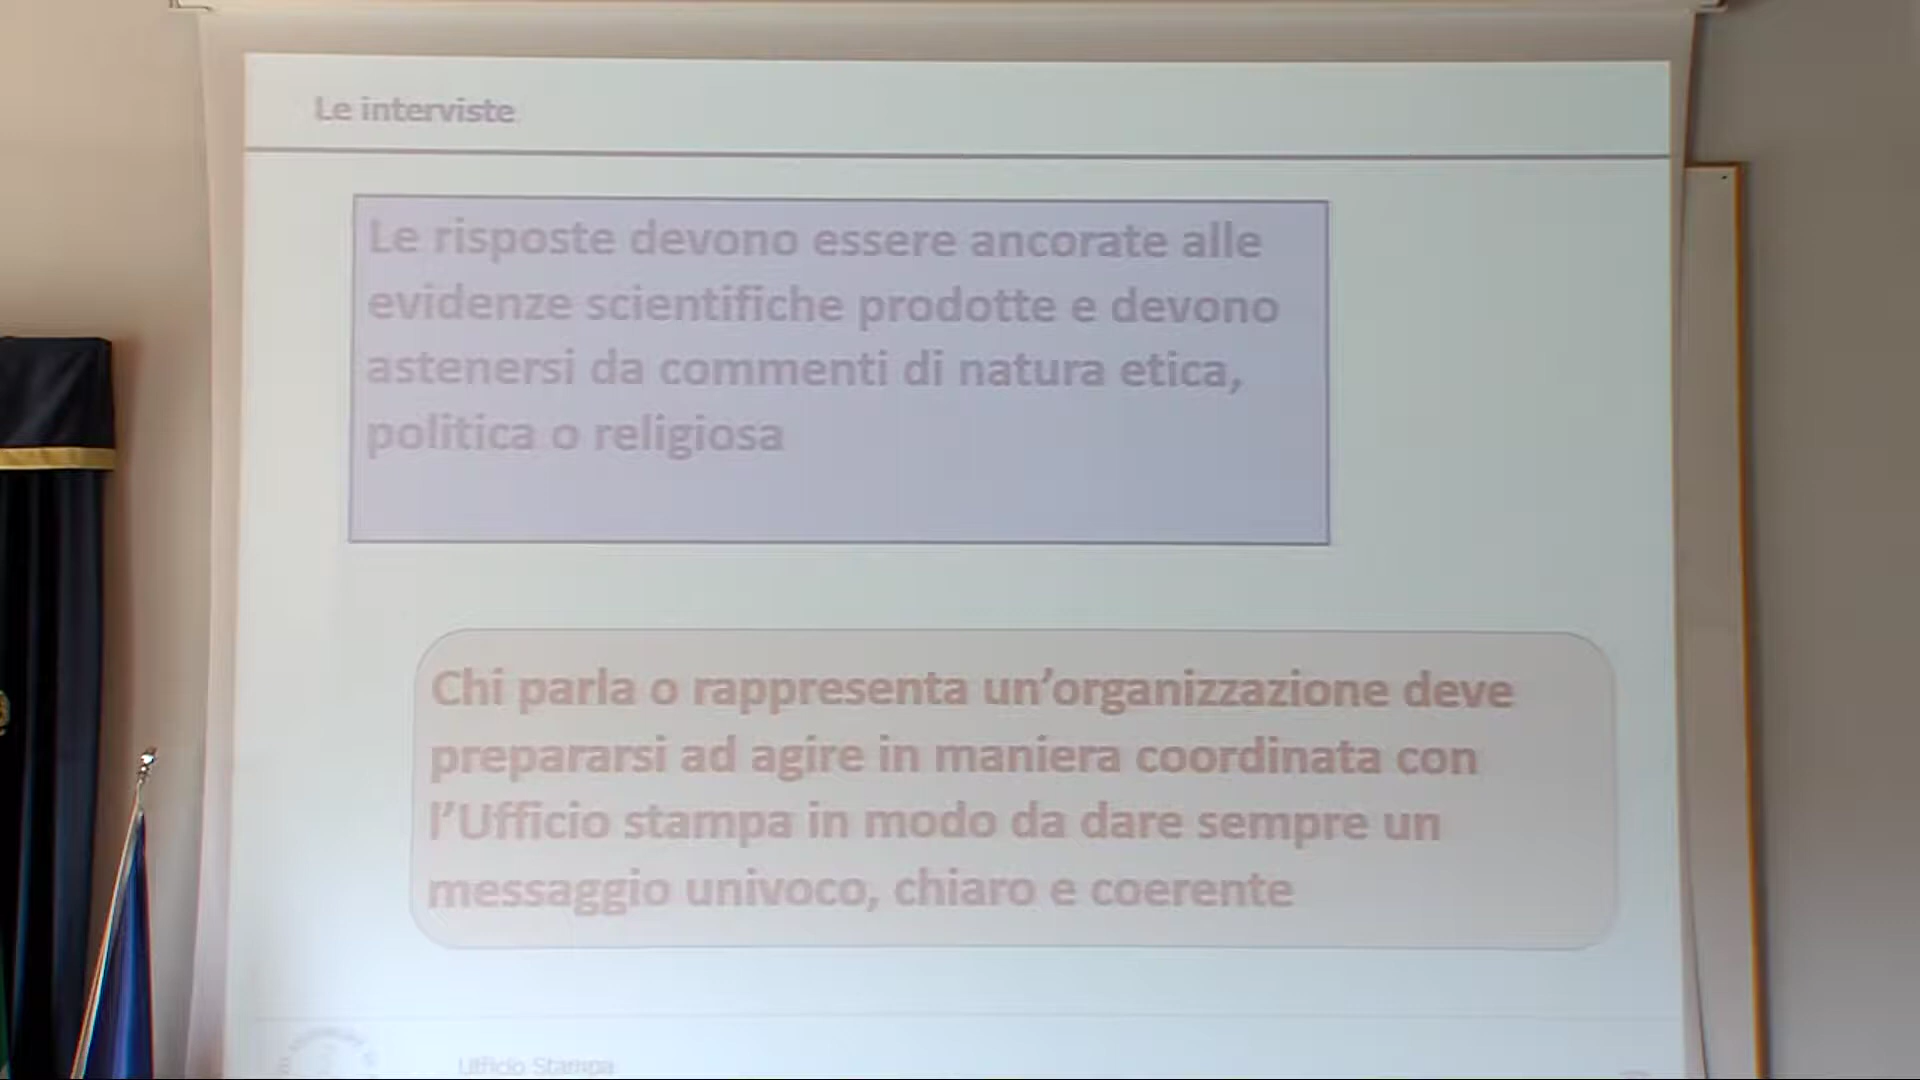 Le interviste
Le risposte devono essere ancorate alle
evidenze scientifiche prodotte e devono
astenersi da commenti di natura etica,
politica o religiosa
Chi parla o rappresenta un’organizzazione deve
prepararsi ad agire in maniera coordinata con
l’Ufficio stampa in modo da dare sempre un
messaggio univoco, chiaro e coerente
Ufficio Stampa